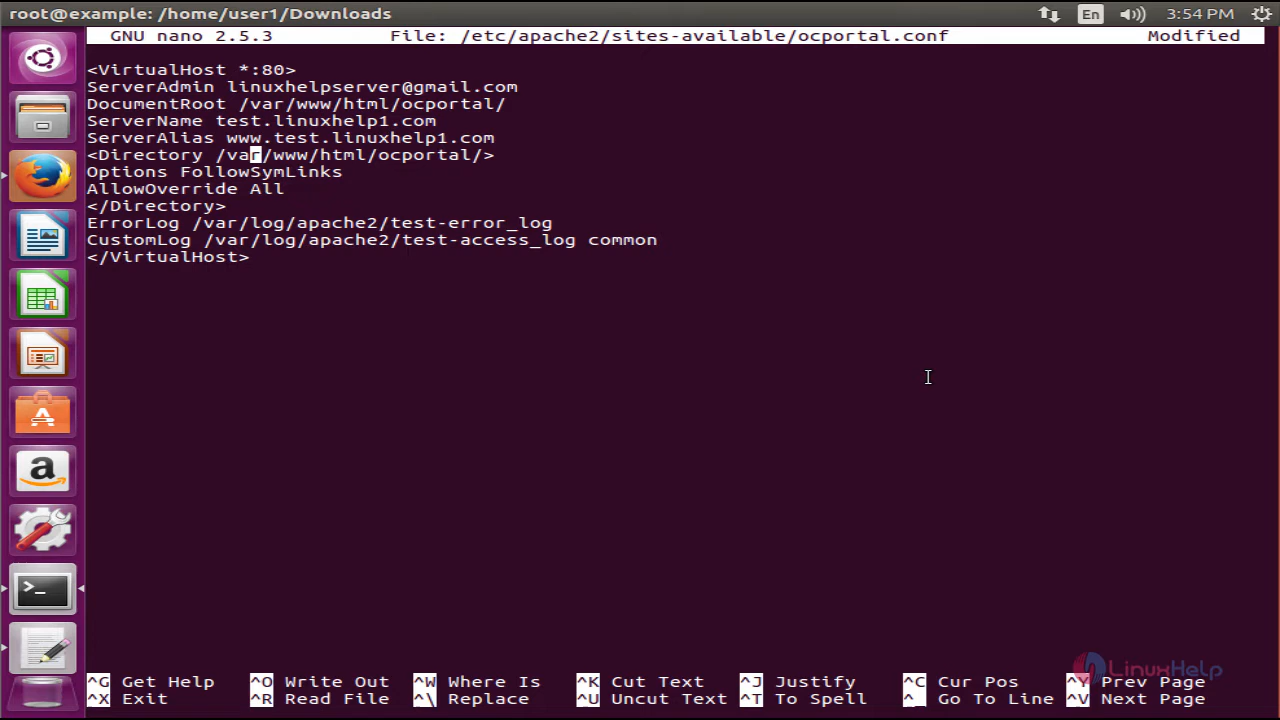 root@example: /home/user1/Downloads En 3:54 PM
GNU nano 2.5.3 File: /etc/apache2/sites-available/ocportal.conf Modified
<VirtualHost *:80>
ServerAdmin linuxhelpserver@gmail.com
DocumentRoot /var/www/html/ocportal/
ServerName test.linuxhelp1.com
ServerAlias www.test.linuxhelp1.com
<Directory /var/www/html/ocportal/>
Options FollowSymLinks
AllowOverride All
</Directory>
ErrorLog /var/log/apache2/test-error_log
CustomLog /var/log/apache2/test-access_log common
</VirtualHost>
^G Get Help ^O Write Out ^W Where Is ^K Cut Text ^J Justify ^C Cur Pos ^Y Prev Page
^X Exit ^R Read File ^\ Replace ^U Uncut Text ^T To Spell ^_ Go To Line ^V Next Page
LinuxHelp